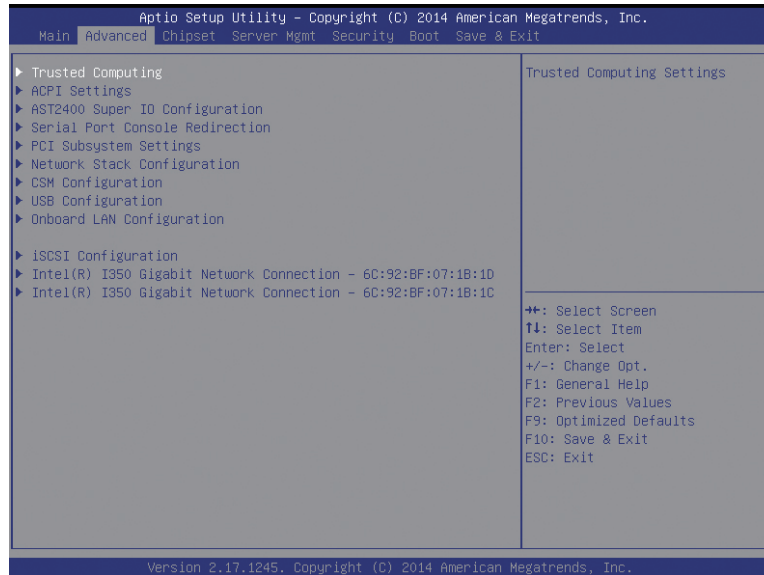 Aptio Setup Utility – Copyright (C) 2014 American Megatrends, Inc.
Main Advanced Chipset Server Mgmt Security Boot Save & Exit
Trusted Computing
ACPI Settings
AST2400 Super IO Configuration
Serial Port Console Redirection
PCI Subsystem Settings
Network Stack Configuration
CSM Configuration
USB Configuration
Onboard LAN Configuration
iSCSI Configuration
Intel(R) I350 Gigabit Network Connection – 6C:92:BF:07:1B:1D
Intel(R) I350 Gigabit Network Connection – 6C:92:BF:07:1B:1C
Trusted Computing Settings
→←: Select Screen
↑↓: Select Item
Enter: Select
+/-: Change Opt.
F1: General Help
F2: Previous Values
F9: Optimized Defaults
F10: Save & Exit
ESC: Exit
Version 2.17.1245. Copyright (C) 2014 American Megatrends, Inc.